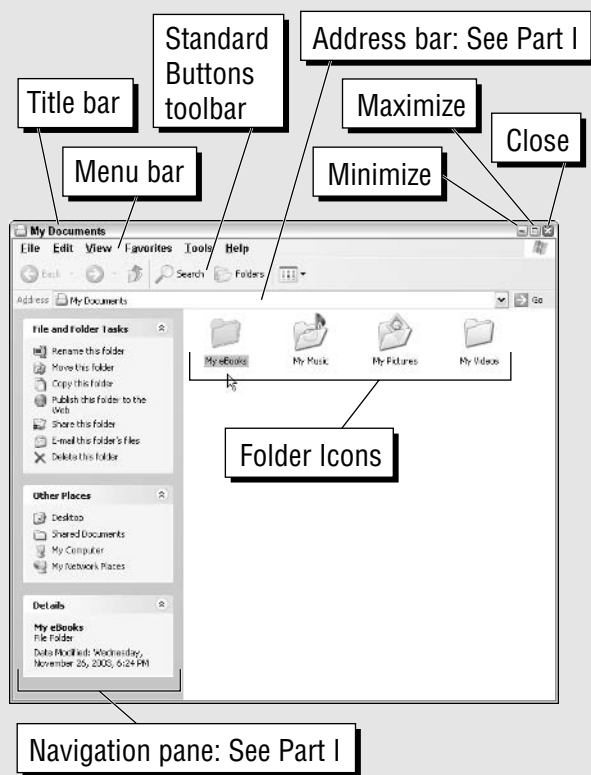 Standard
Buttons
toolbar
Address bar: See Part I
Title bar
Maximize
Close
Menu bar
Minimize
My Documents
File Edit View Favorites Tools Help
Back Search Folders
Address My Documents Go
File and Folder Tasks
Rename this folder
Move this folder
Copy this folder
Publish this folder to the
Web
Share this folder
E-mail this folder's files
Delete this folder
My eBooks My Music My Pictures My Videos
Folder Icons
Other Places
Desktop
Shared Documents
My Computer
My Network Places
Details
My eBooks
File Folder
Date Modified: Wednesday,
November 26, 2003, 6:24 PM
Navigation pane: See Part I